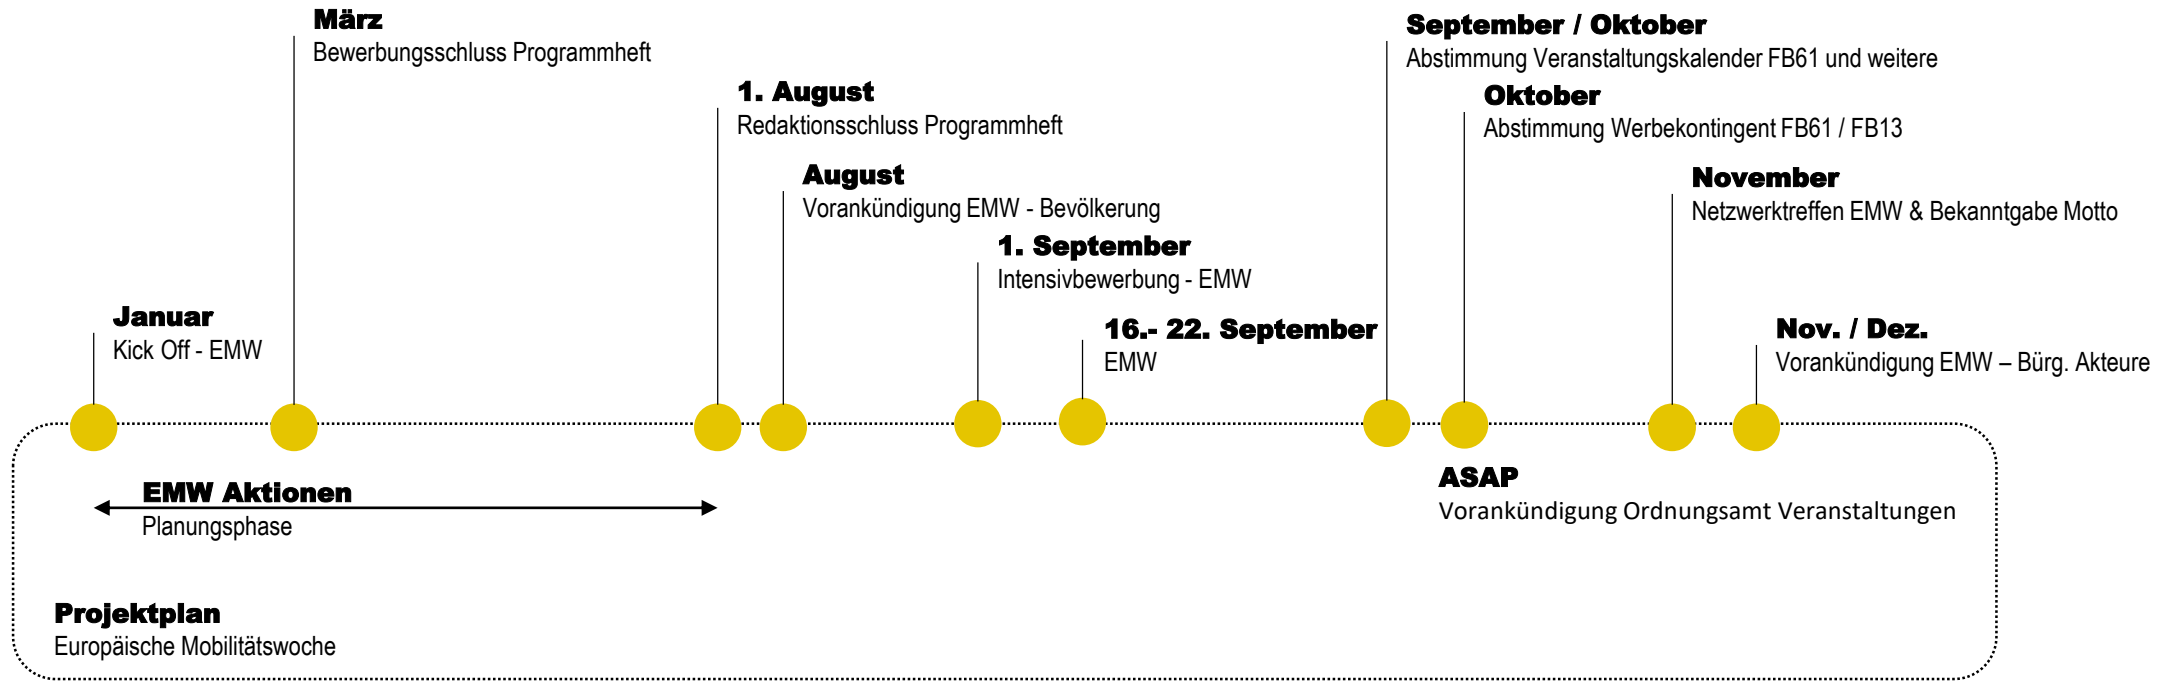 März
Bewerbungsschluss Programmheft
September / Oktober
Abstimmung Veranstaltungskalender FB61 und weitere
1. August
Redaktionsschluss Programmheft
Oktober
Abstimmung Werbekontingent FB61 / FB13
August
Vorankündigung EMW - Bevölkerung
November
Netzwerktreffen EMW & Bekanntgabe Motto
1. September
Intensivbewerbung - EMW
Januar
Kick Off - EMW
16.- 22. September
EMW
Nov. / Dez.
Vorankündigung EMW – Bürg. Akteure
EMW Aktionen
Planungsphase
ASAP
Vorankündigung Ordnungsamt Veranstaltungen
Projektplan
Europäische Mobilitätswoche